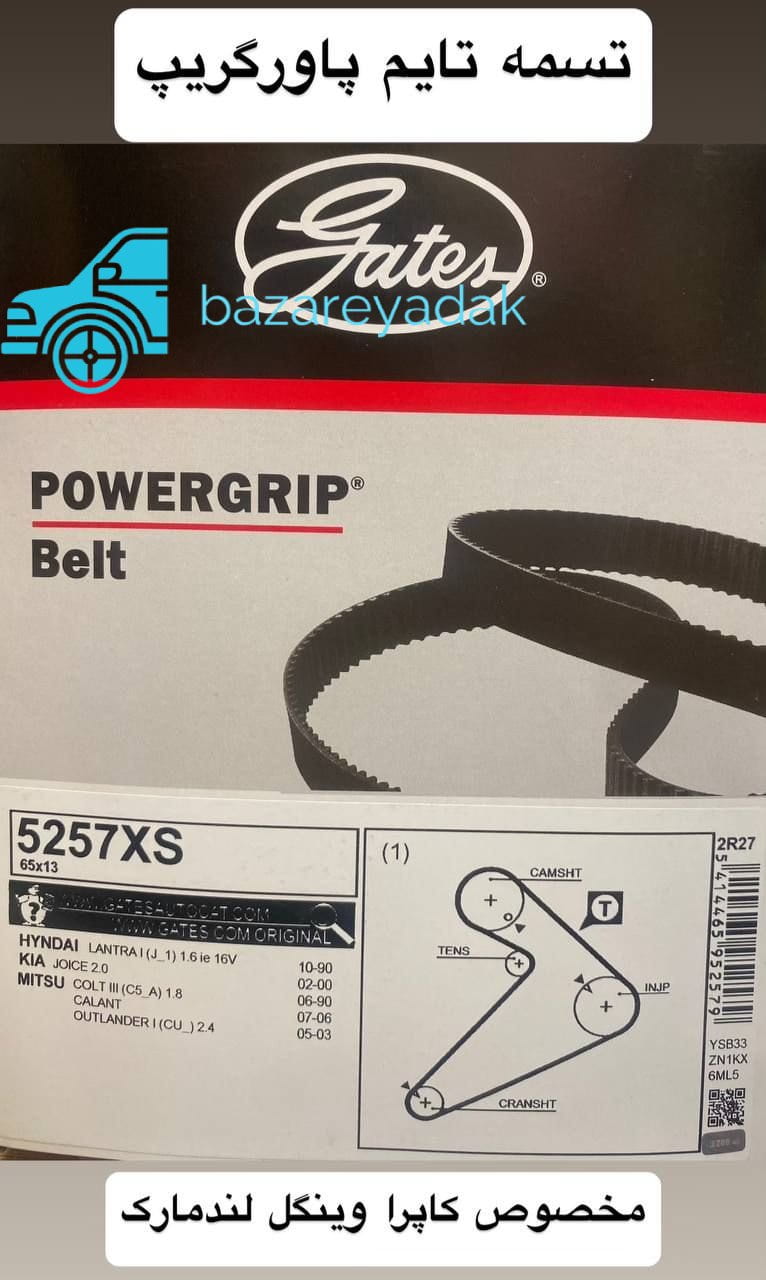 تسمه تایم پاورگریپ
Gates®
bazareyadak
POWERGRIP®
Belt
5257XS
65x13
WWW.GATESAUTOCAT.COM
WWW GATES COM ORIGINAL
HYNDAI LANTRA I (J_1) 1.6 ie 16V 10-90
KIA JOICE 2.0 02-00
MITSU COLT III (C5_A) 1.8 06-90
CALANT 07-06
OUTLANDER I (CU_) 2.4 05-03
(1)
CAMSHT
T
TENS
INJP
CRANSHT
2R27
5414465952579
YSB33
ZN1KX
6ML5
مخصوص کاپرا وینگل لندمارک